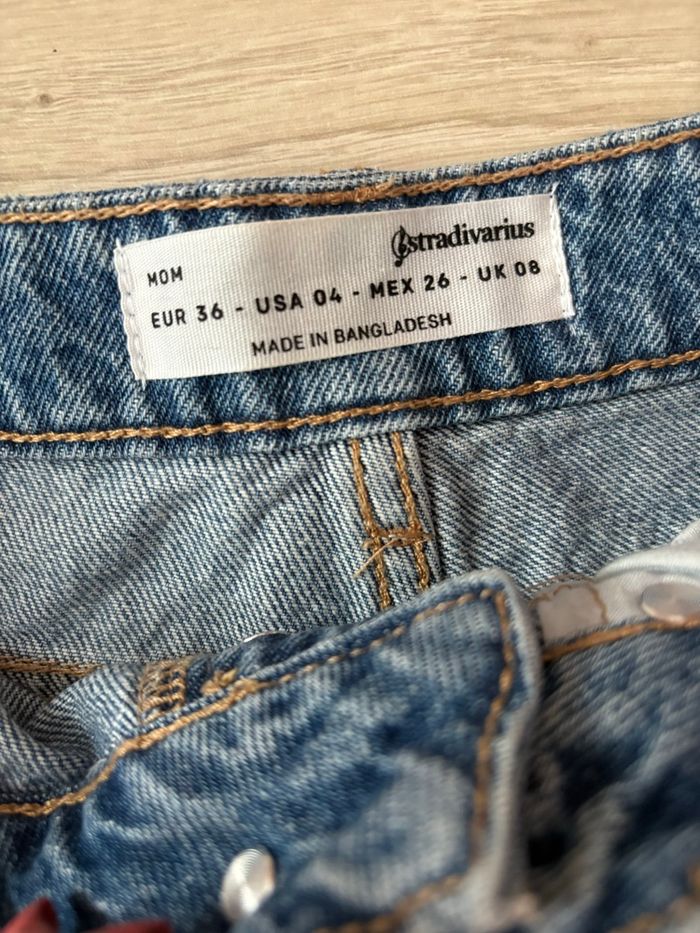 stradivarius
MOM
EUR 36 - USA 04 - MEX 26 - UK 08
MADE IN BANGLADESH